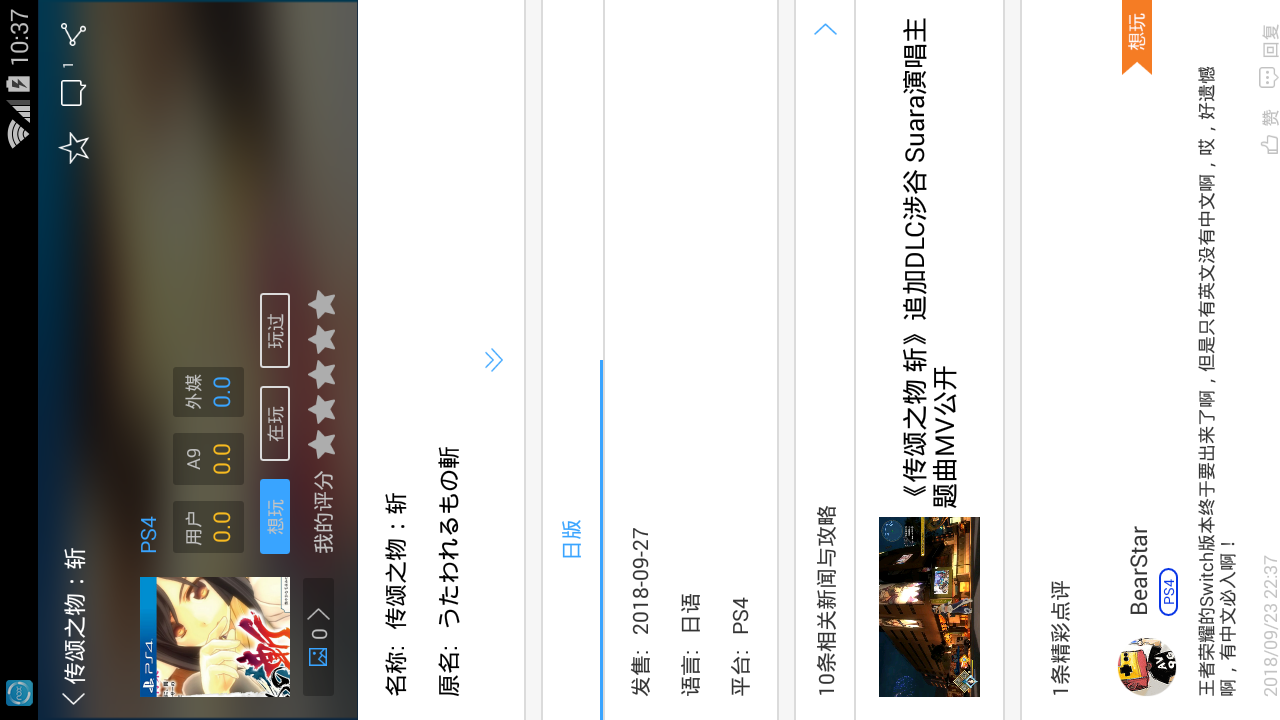 10:37
传颂之物：斩
1
PS4
用户 A9 外媒
0.0 0.0 0.0
想玩 在玩 玩过
我的评分
0
名称: 传颂之物：斩
原名: うたわれるもの斬
日版
发售: 2018-09-27
语言: 日语
平台: PS4
10条相关新闻与攻略
《传颂之物 斩》追加DLC涉谷 Suara演唱主
题曲MV公开
1条精彩点评
BearStar
PS4
想玩
王者荣耀的Switch版本终于要出来了啊，但是只有英文没有中文啊，哎，好遗憾
啊，有中文必入啊！
2018/09/23 22:37 赞 回复